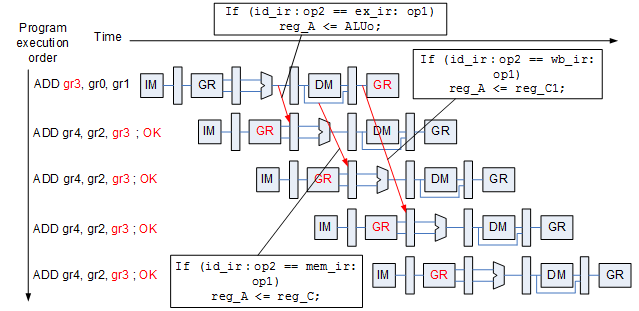 If (id_ir:op2 == ex_ir: op1)
reg_A <= ALUo;
Program
execution
order
Time
If (id_ir:op2 == wb_ir:
op1)
reg_A <= reg_C1;
ADD gr3, gr0, gr1
IM GR DM GR
ADD gr4, gr2, gr3 ; OK
IM GR DM GR
ADD gr4, gr2, gr3 ; OK
IM GR DM GR
ADD gr4, gr2, gr3 ; OK
IM GR DM GR
If (id_ir:op2 == mem_ir:
op1)
reg_A <= reg_C;
ADD gr4, gr2, gr3 ; OK
IM GR DM GR